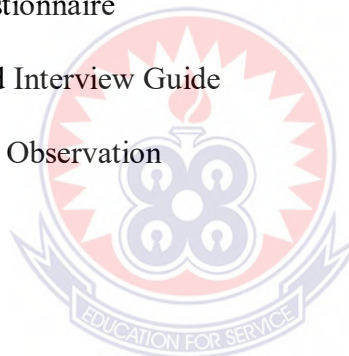 stionnaire
d Interview Guide
Observation
EDUCATION FOR SERVICE